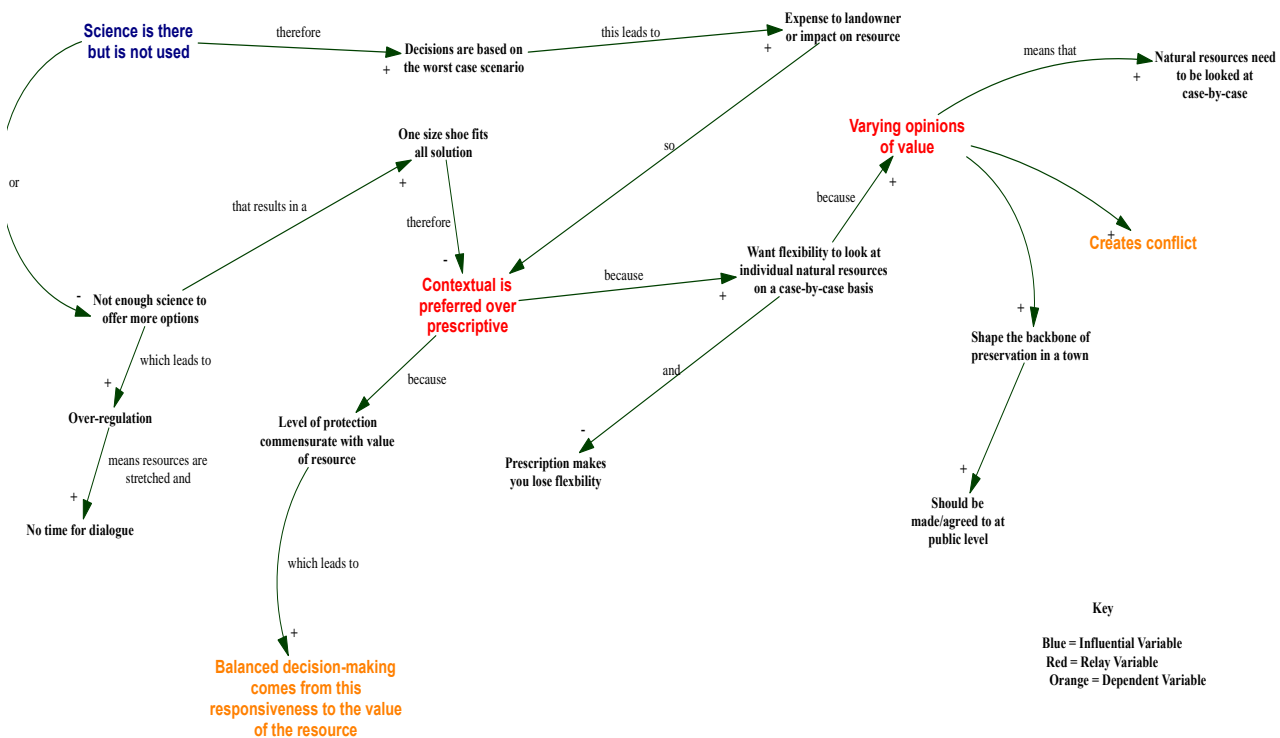 Science is there
but is not used
therefore
Decisions are based on
the worst case scenario
+
this leads to
Expense to landowner
or impact on resource
+
means that
Natural resources need
to be looked at
case-by-case
+
or
One size shoe fits
all solution
+
that results in a
so
Varying opinions
of value
+
because
therefore
-
Contextual is
preferred over
prescriptive
because
Want flexibility to look at
individual natural resources
on a case-by-case basis
+
Creates conflict
+
-
Not enough science to
offer more options
which leads to
+
Over-regulation
means resources are
stretched and
+
No time for dialogue
because
Level of protection
commensurate with value
of resource
and
-
Prescription makes
you lose flexbility
+
Shape the backbone of
preservation in a town
+
Should be
made/agreed to at
public level
which leads to
+
Balanced decision-making
comes from this
responsiveness to the value
of the resource
Key
Blue = Influential Variable
Red = Relay Variable
Orange = Dependent Variable